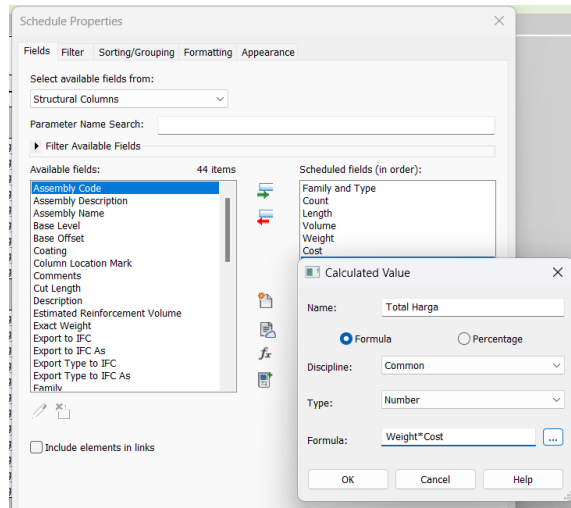 Schedule Properties
Fields Filter Sorting/Grouping Formatting Appearance
Select available fields from:
Structural Columns
Parameter Name Search:
Filter Available Fields
Available fields: 44 items
Assembly Code
Assembly Description
Assembly Name
Base Level
Base Offset
Coating
Column Location Mark
Comments
Cut Length
Description
Estimated Reinforcement Volume
Exact Weight
Export to IFC
Export to IFC As
Export Type to IFC
Export Type to IFC As
Family
Include elements in links
Scheduled fields (in order):
Family and Type
Count
Length
Volume
Weight
Cost
Calculated Value
Name: Total Harga
Formula Percentage
Discipline: Common
Type: Number
Formula: Weight*Cost ...
OK Cancel Help
fx